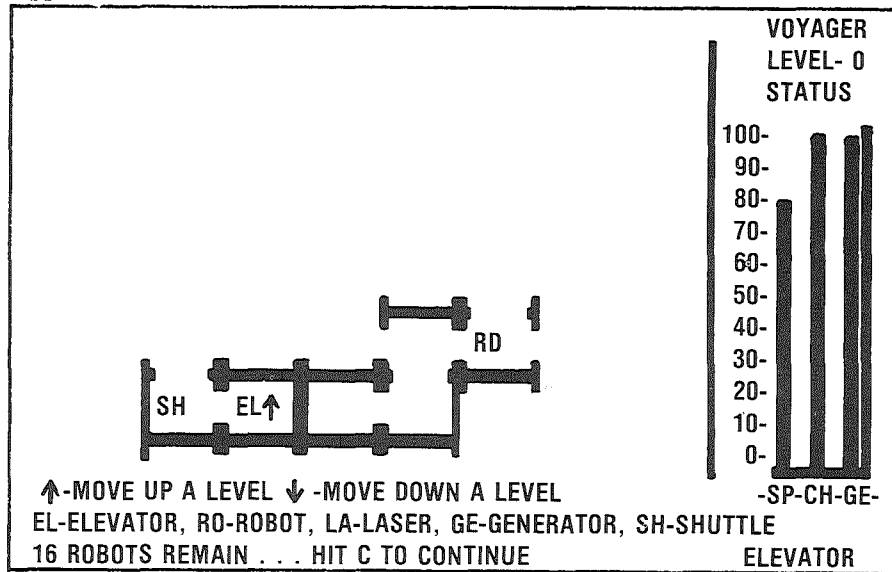 VOYAGER
LEVEL- 0
STATUS
100-
90-
80-
70-
60-
50-
40-
30-
20-
10-
0-
RD
SH EL↑
↑-MOVE UP A LEVEL ↓ -MOVE DOWN A LEVEL
-SP-CH-GE-
EL-ELEVATOR, RO-ROBOT, LA-LASER, GE-GENERATOR, SH-SHUTTLE
16 ROBOTS REMAIN . . . HIT C TO CONTINUE ELEVATOR